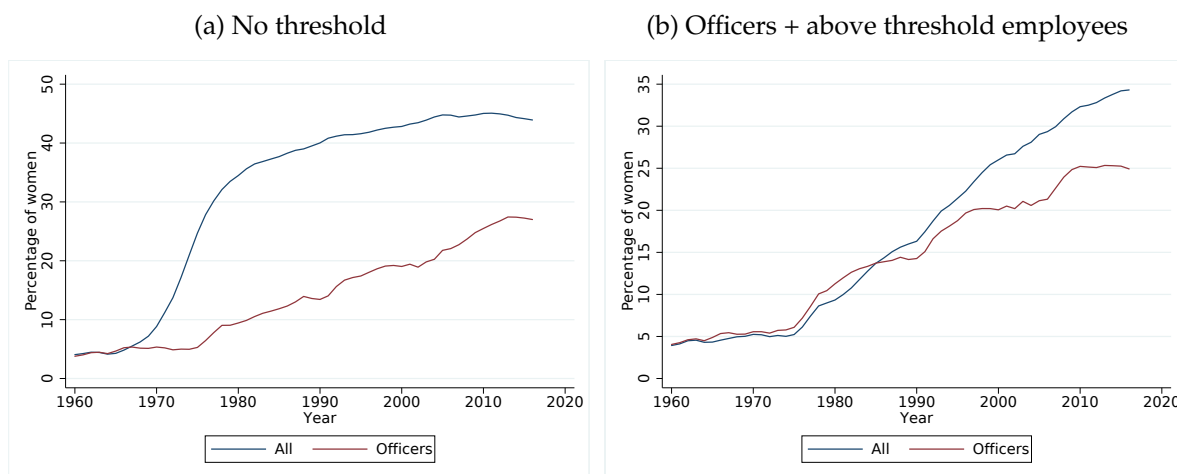 (a) No threshold
Percentage of women
50
40
30
20
10
0
1960 1970 1980 1990 2000 2010 2020
Year
All Officers
(b) Officers + above threshold employees
Percentage of women
35
30
25
20
15
10
5
0
1960 1970 1980 1990 2000 2010 2020
Year
All Officers